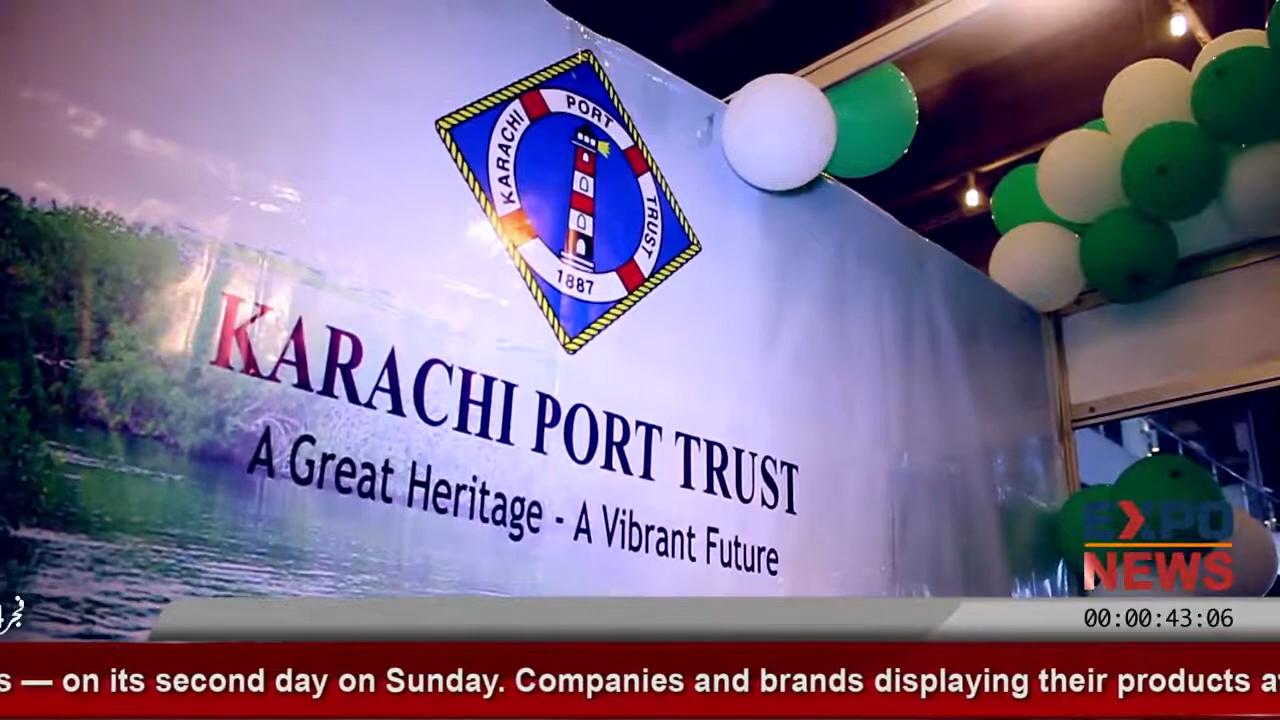 KARACHI PORT TRUST
1887
KARACHI PORT TRUST
A Great Heritage - A Vibrant Future
EXPO
NEWS
00:00:43:06
s — on its second day on Sunday. Companies and brands displaying their products a